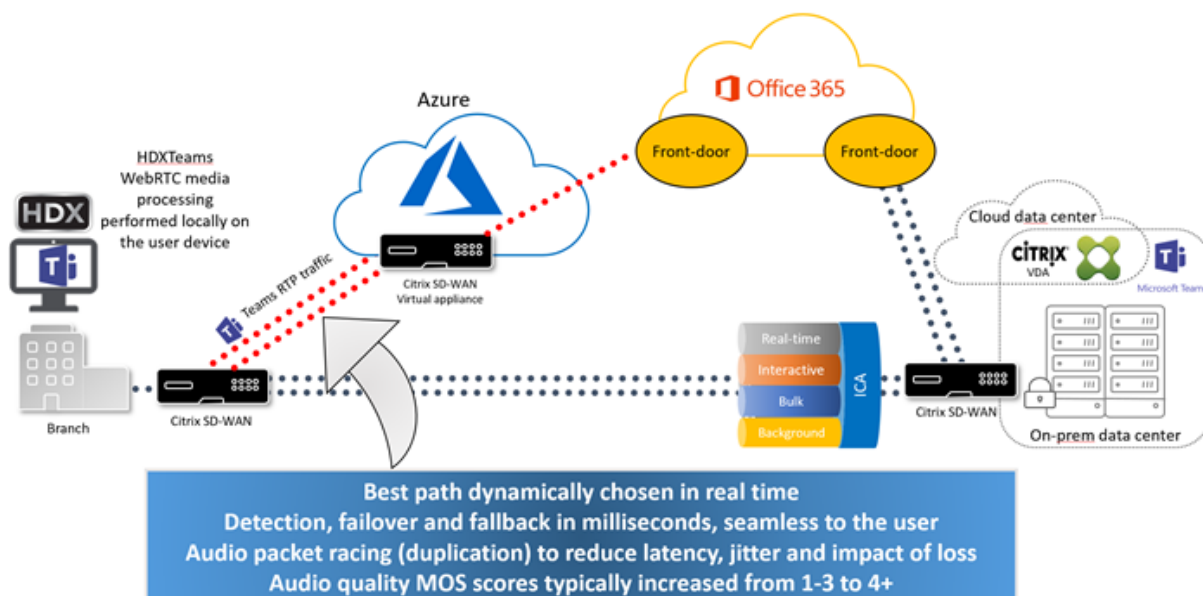 Office 365
Azure
Front-door
Front-door
HDXTeams
WebRTC media
processing
performed locally on
the user device
HDX
Teams RTP traffic
Citrix SD-WAN
Virtual appliance
Cloud data center
CİTRIX
VDA
Microsoft Team
Real-time
Interactive
Bulk
Background
ICA
Branch
Citrix SD-WAN
Citrix SD-WAN
On-prem data center
Best path dynamically chosen in real time
Detection, failover and fallback in milliseconds, seamless to the user
Audio packet racing (duplication) to reduce latency, jitter and impact of loss
Audio quality MOS scores typically increased from 1-3 to 4+